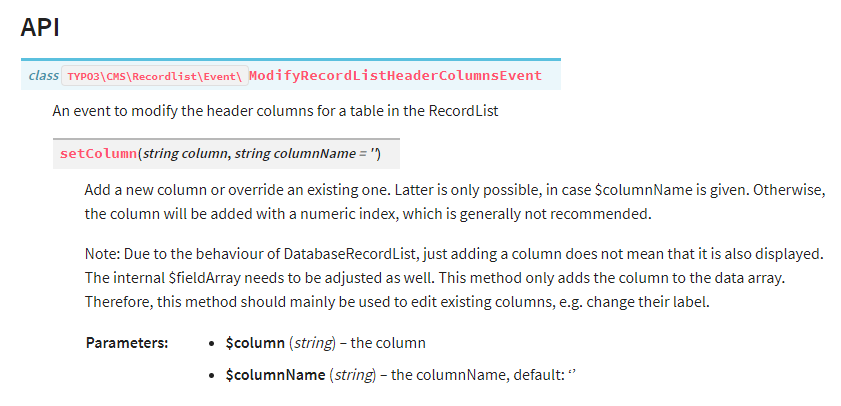 API
class TYPO3\CMS\Recordlist\Event\ ModifyRecordListHeaderColumnsEvent
An event to modify the header columns for a table in the RecordList
setColumn(string column, string columnName = '')
Add a new column or override an existing one. Latter is only possible, in case $columnName is given. Otherwise,
the column will be added with a numeric index, which is generally not recommended.
Note: Due to the behaviour of DatabaseRecordList, just adding a column does not mean that it is also displayed.
The internal $fieldArray needs to be adjusted as well. This method only adds the column to the data array.
Therefore, this method should mainly be used to edit existing columns, e.g. change their label.
Parameters: • $column (string) – the column
• $columnName (string) – the columnName, default: ‘’